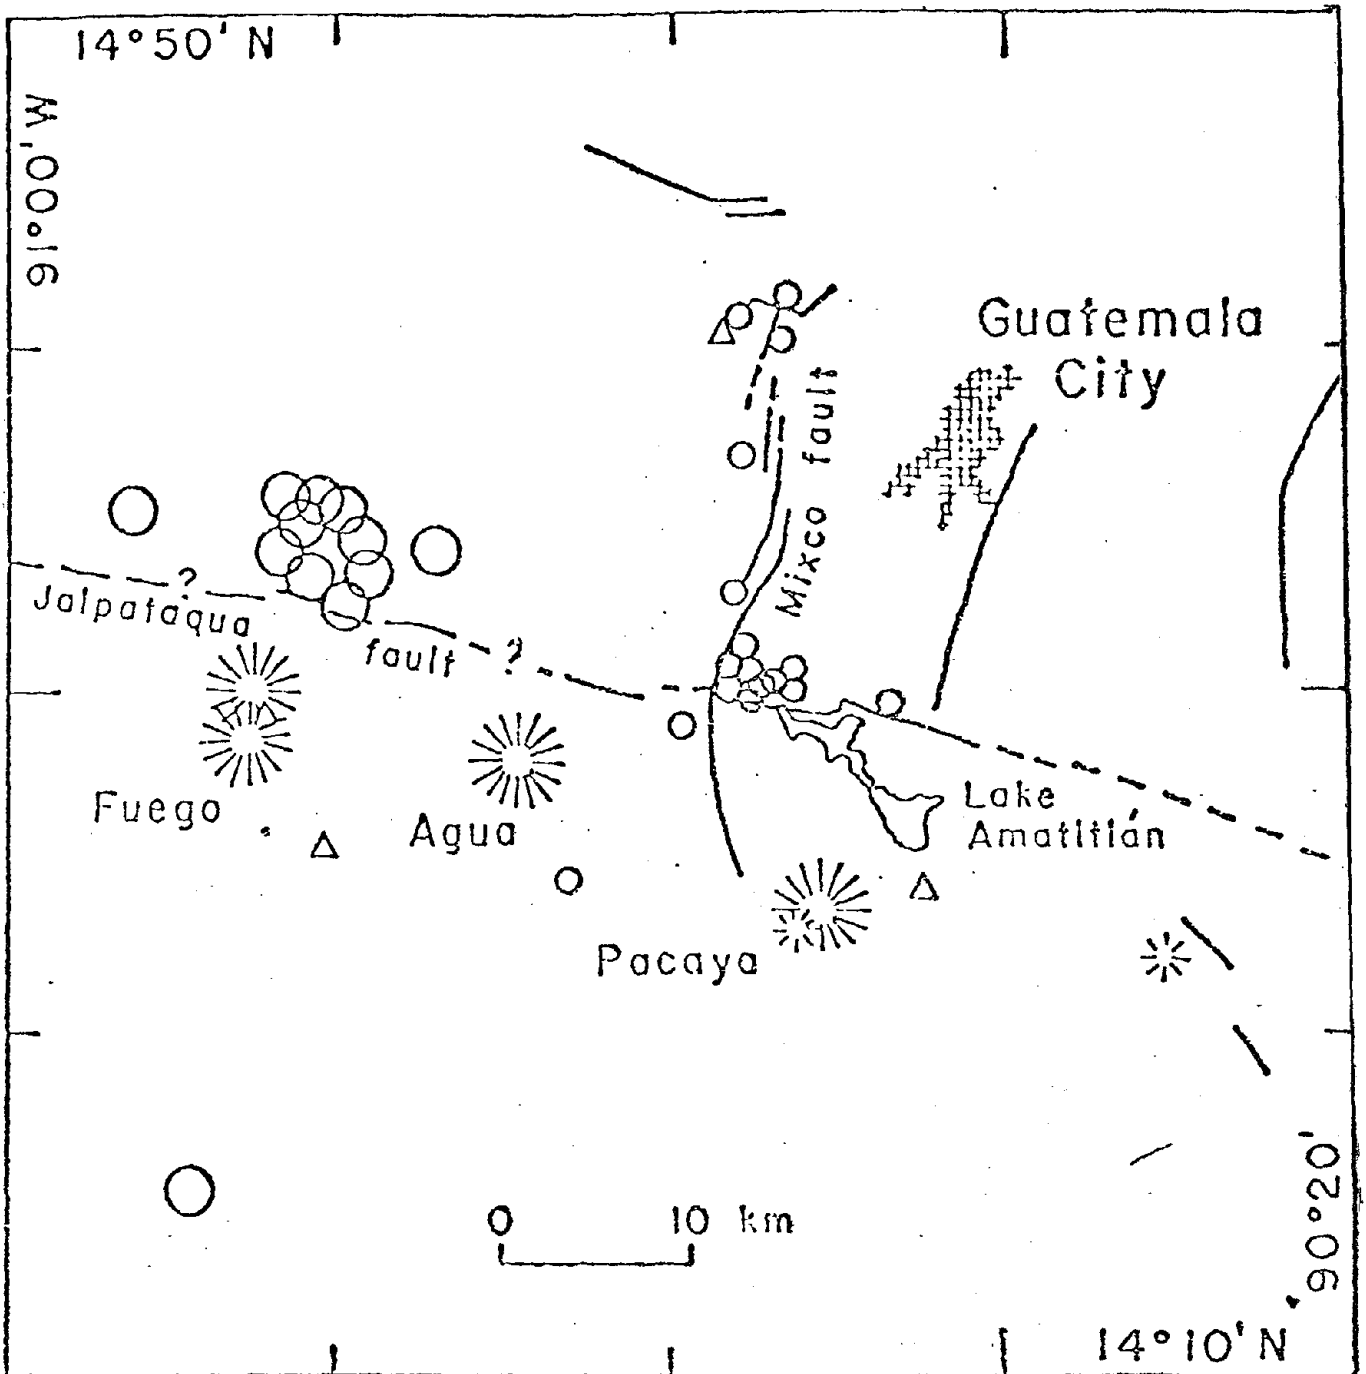 14°50' N
91°00' W
Guatemala
City
Mixco fault
?
Jalpataqua
fault
?
Fuego
Agua
Lake
Amatitlán
Pacaya
0 10 km
90°20'
14°10' N